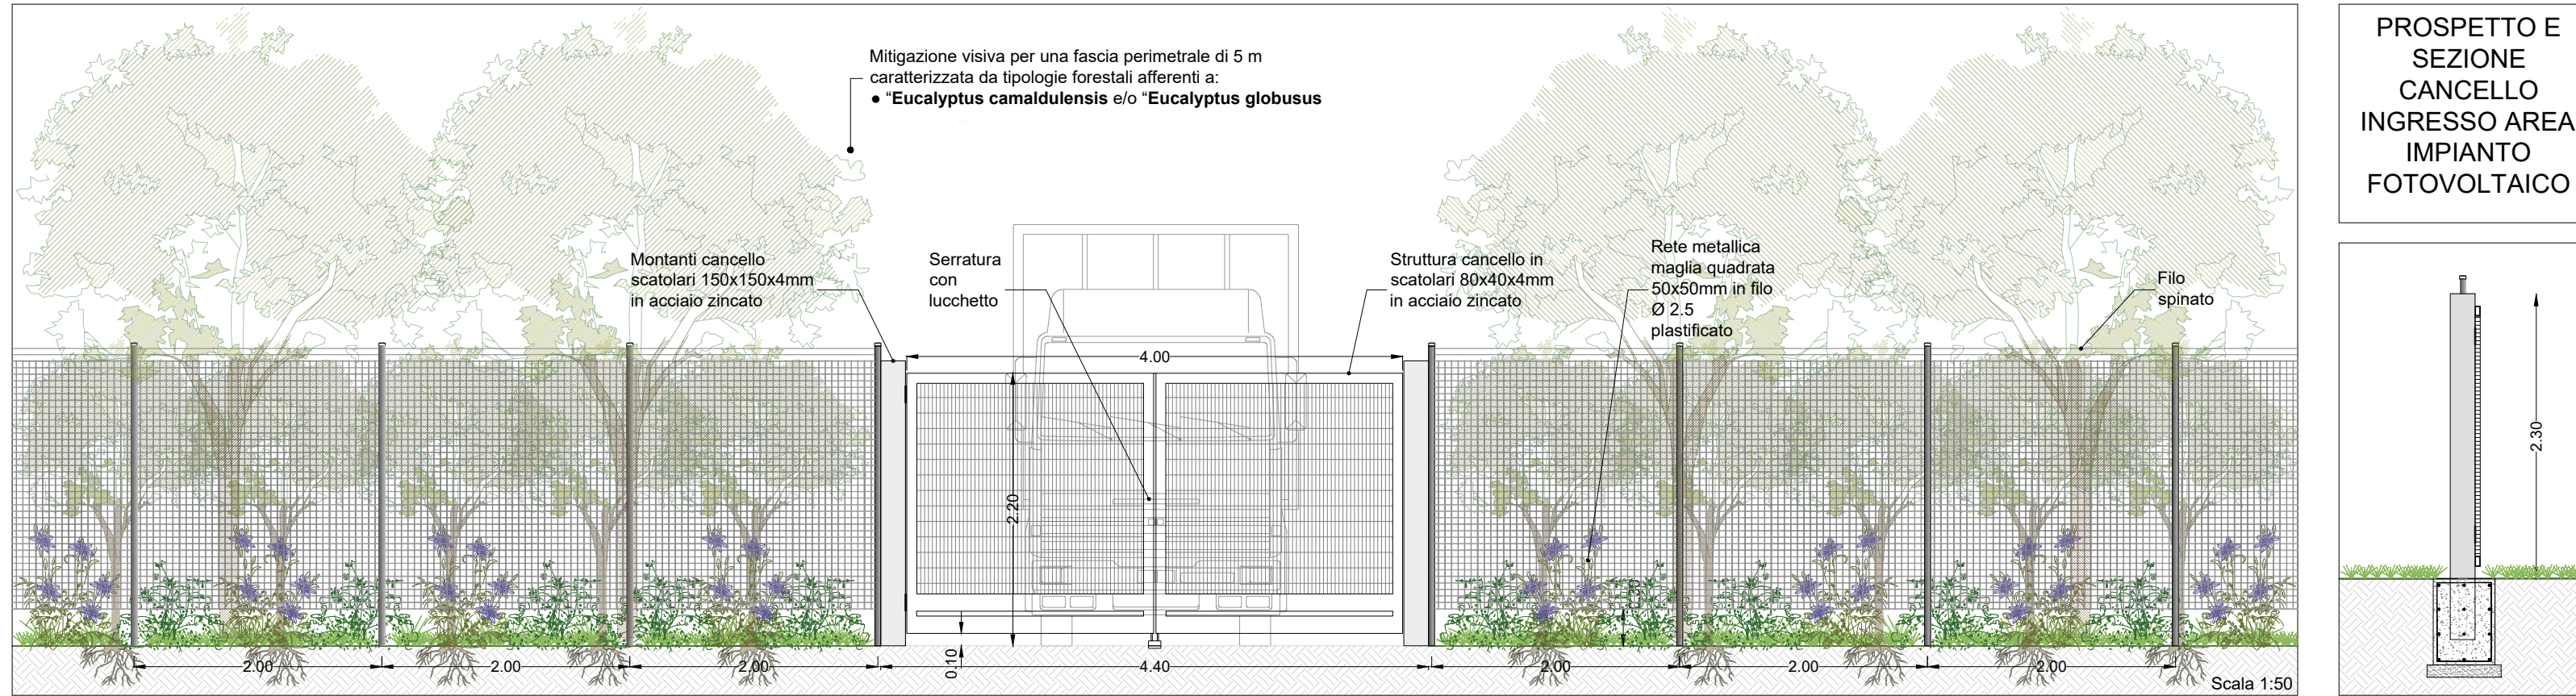 Mitigazione visiva per una fascia perimetrale di 5 m
caratterizzata da tipologie forestali afferenti a:
● “Eucalyptus camaldulensis e/o “Eucalyptus globusus
Montanti cancello
scatolari 150x150x4mm
in acciaio zincato
Serratura
con
lucchetto
Struttura cancello in
scatolari 80x40x4mm
in acciaio zincato
Rete metallica
maglia quadrata
50x50mm in filo
Ø 2.5
plastificato
Filo
spinato
4.00
2.20
0.30
0.10
2.00
2.00
2.00
4.40
2.00
2.00
2.00
Scala 1:50
PROSPETTO E
SEZIONE
CANCELLO
INGRESSO AREA
IMPIANTO
FOTOVOLTAICO
2.30